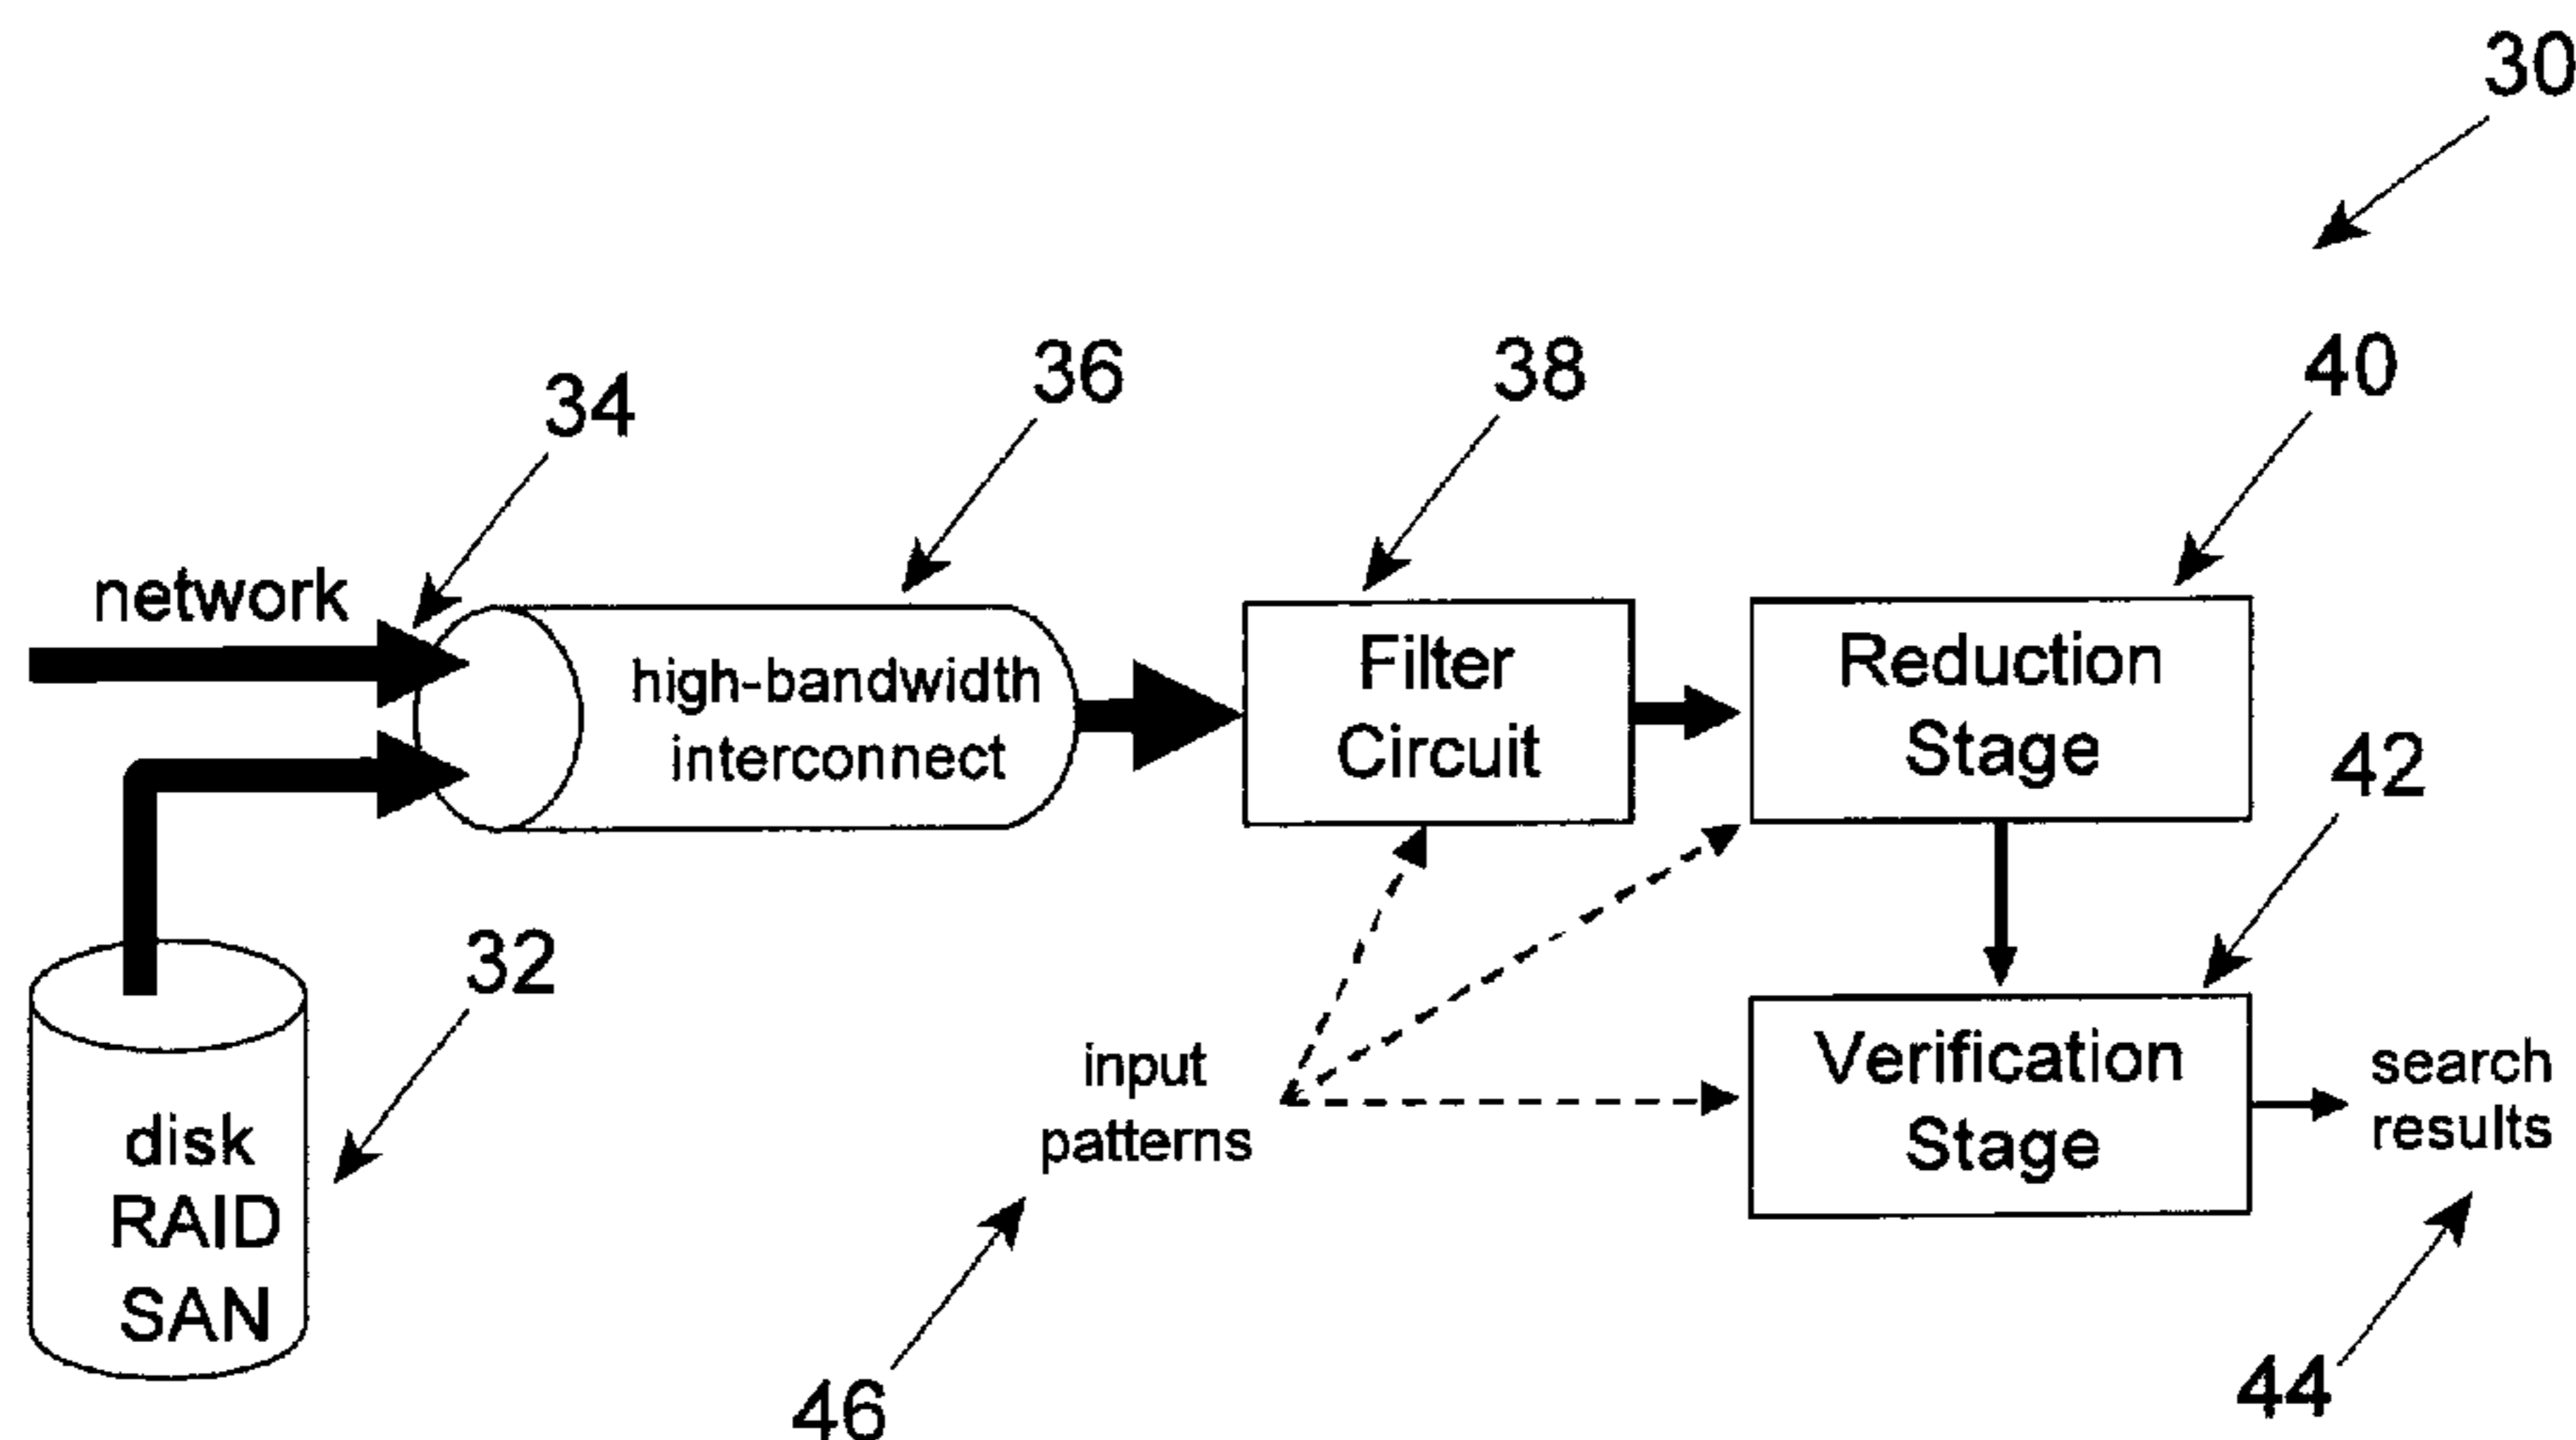 30
34
36
38
40
network
high-bandwidth
interconnect
Filter
Circuit
Reduction
Stage
42
32
disk
RAID
SAN
input
patterns
Verification
Stage
search
results
46
44